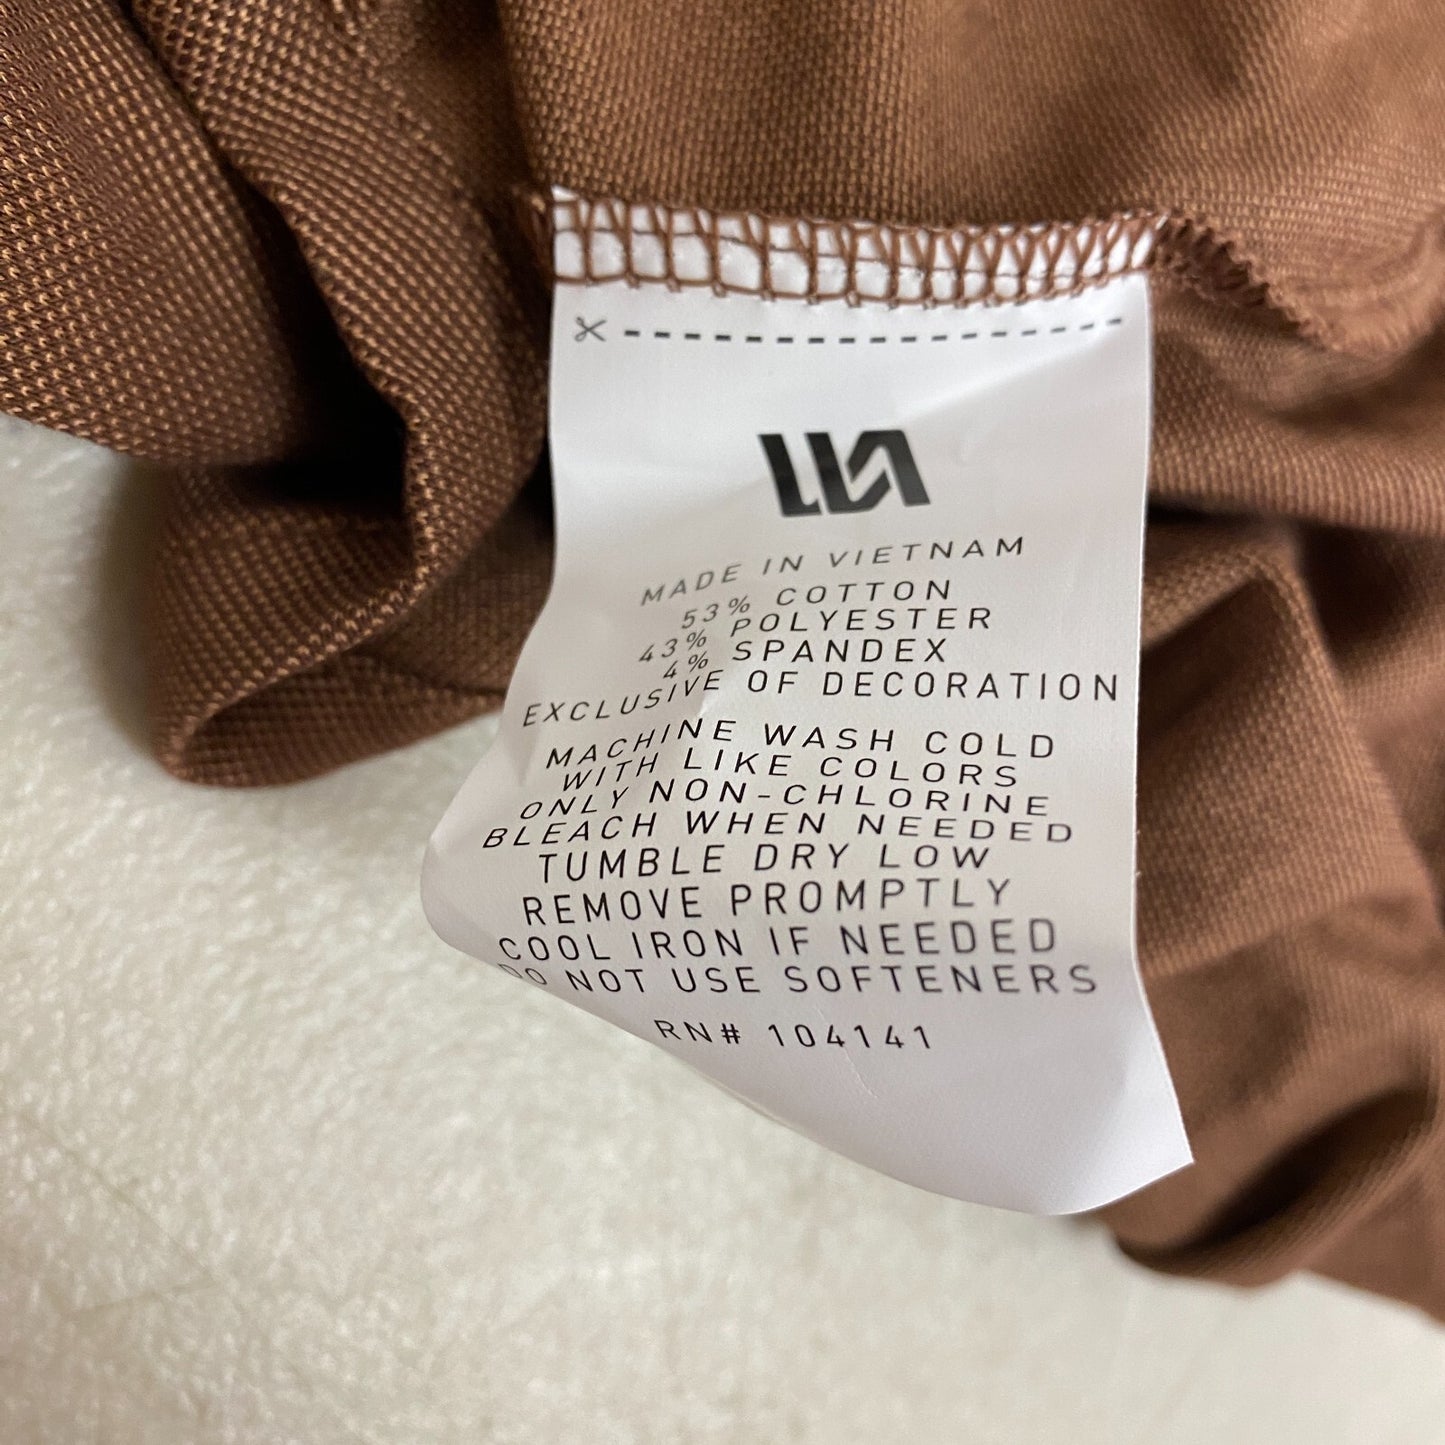 MADE IN VIETNAM
53% COTTON
43% POLYESTER
4% SPANDEX
EXCLUSIVE OF DECORATION
MACHINE WASH COLD
WITH LIKE COLORS
ONLY NON-CHLORINE
BLEACH WHEN NEEDED
TUMBLE DRY LOW
REMOVE PROMPTLY
COOL IRON IF NEEDED
DO NOT USE SOFTENERS
RN# 104141